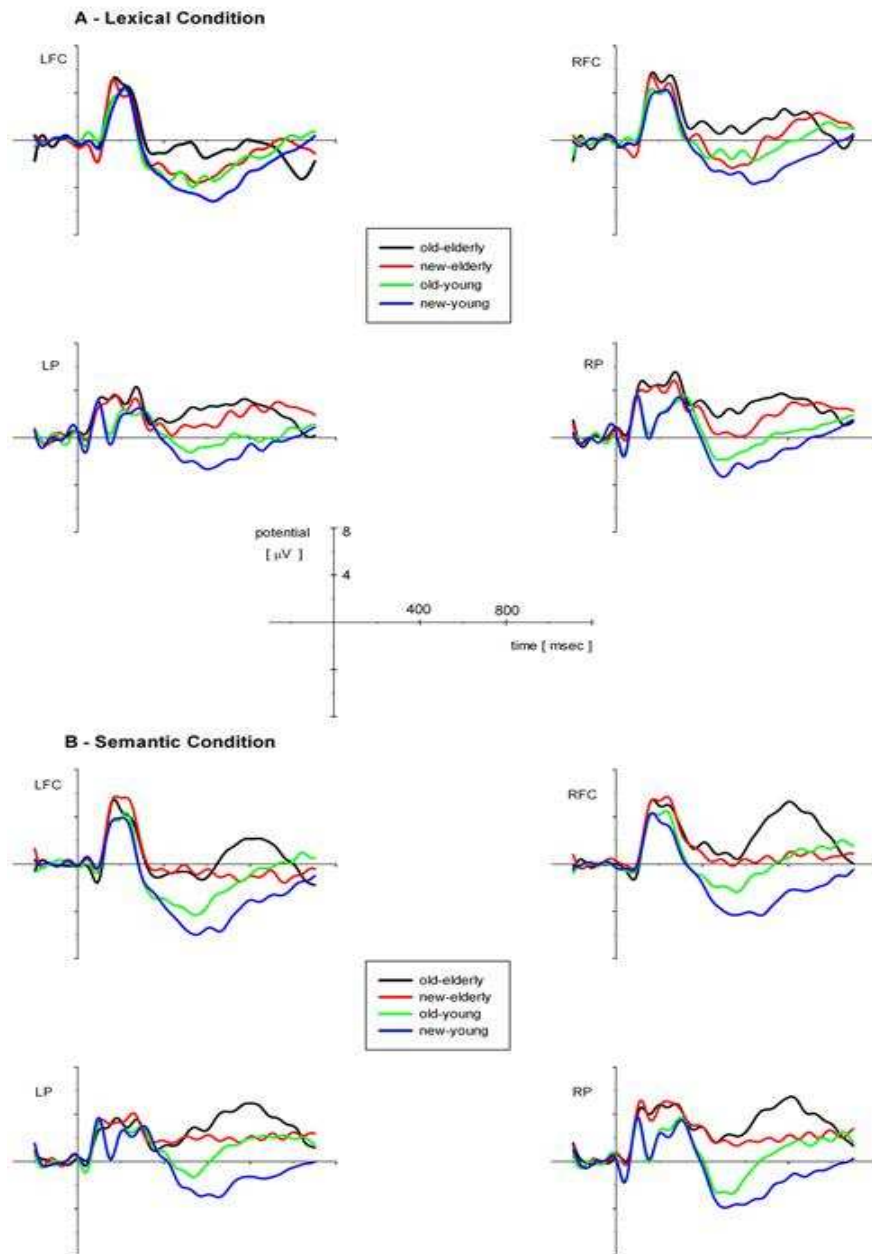 A - Lexical Condition
LFC
RFC
old-elderly
new-elderly
old-young
new-young
LP
RP
potential
[ µV ]
8
4
400
800
time [ msec ]
B - Semantic Condition
LFC
RFC
old-elderly
new-elderly
old-young
new-young
LP
RP